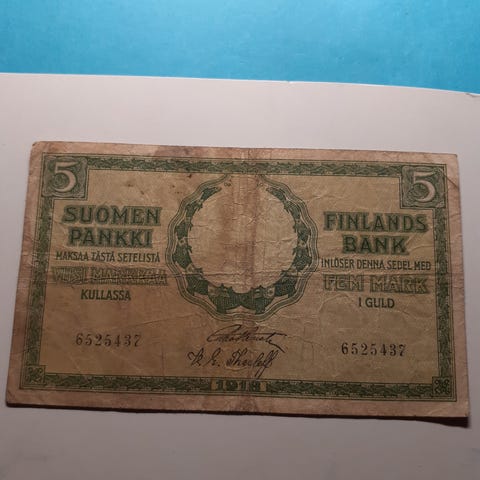 5
5
SUOMEN
PANKKI
MAKSAA TÄSTÄ SETELISTÄ
VIISI MARKKAA
KULLASSA
6525437
FINLANDS
BANK
INLÖSER DENNA SEDEL MED
FEM MARK
I GULD
6525437
1918